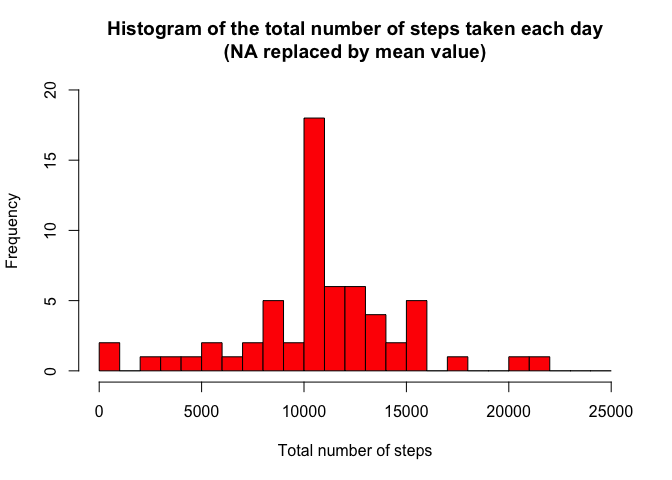 Histogram of the total number of steps taken each day
(NA replaced by mean value)
20
15
10
5
0
Frequency
0 5000 10000 15000 20000 25000
Total number of steps